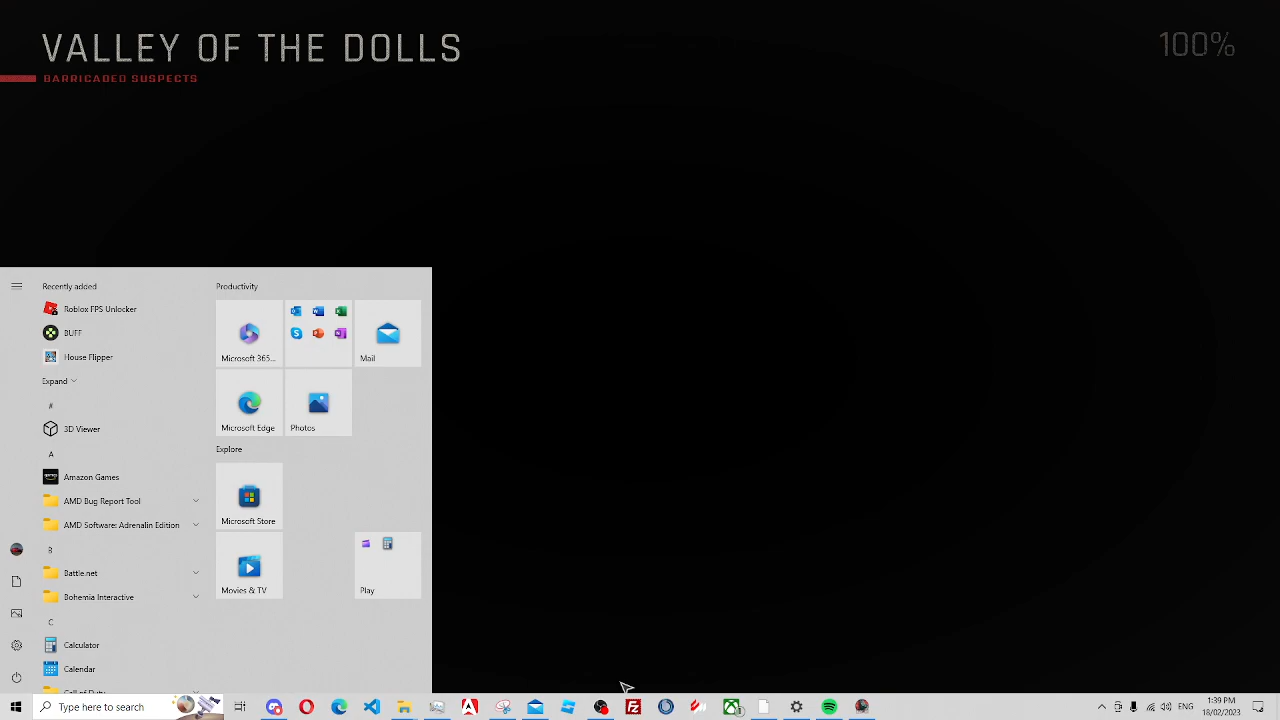 VALLEY OF THE DOLLS
100%
BARRICADED SUSPECTS
Recently added
Roblox FPS Unlocker
BUFF
House Flipper
Expand
#
3D Viewer
A
Amazon Games
AMD Bug Report Tool
AMD Software: Adrenalin Edition
B
Battle.net
Bohemia Interactive
C
Calculator
Calendar
Call of Duty
Productivity
Microsoft 365...
Mail
Microsoft Edge
Photos
Explore
Microsoft Store
Movies & TV
Play
Type here to search
ENG
1:39 PM
18/02/2023